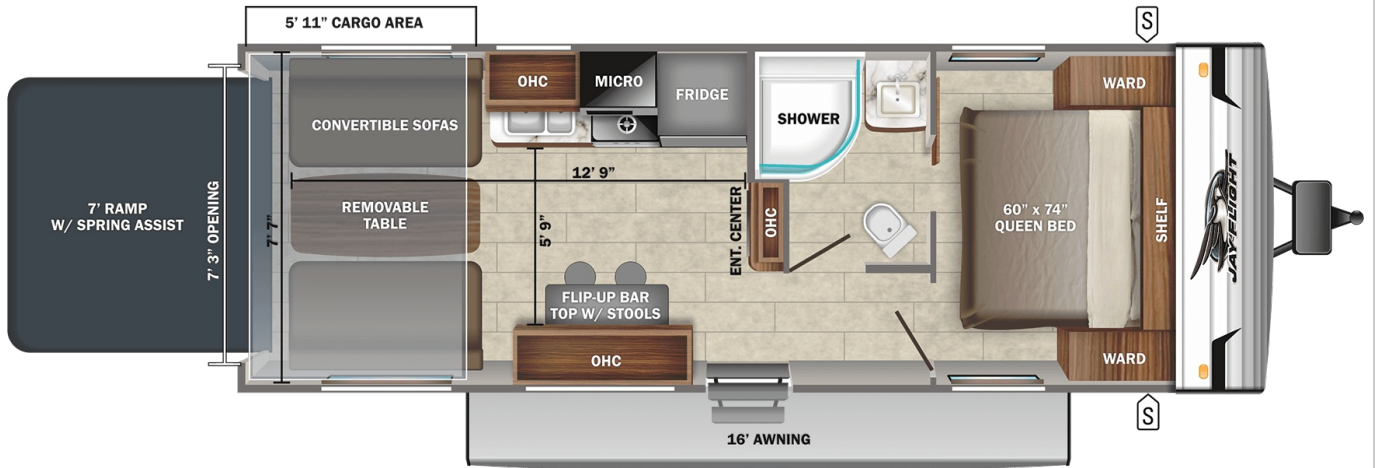 5' 11" CARGO AREA
S
OHC
MICRO
FRIDGE
SHOWER
WARD
CONVERTIBLE SOFAS
12' 9"
7' RAMP
W/ SPRING ASSIST
7' 3" OPENING
7' 7"
REMOVABLE
TABLE
5' 9"
ENT. CENTER
OHC
60" x 74"
QUEEN BED
SHELF
JAY FLIGHT
FLIP-UP BAR
TOP W/ STOOLS
OHC
WARD
S
16' AWNING